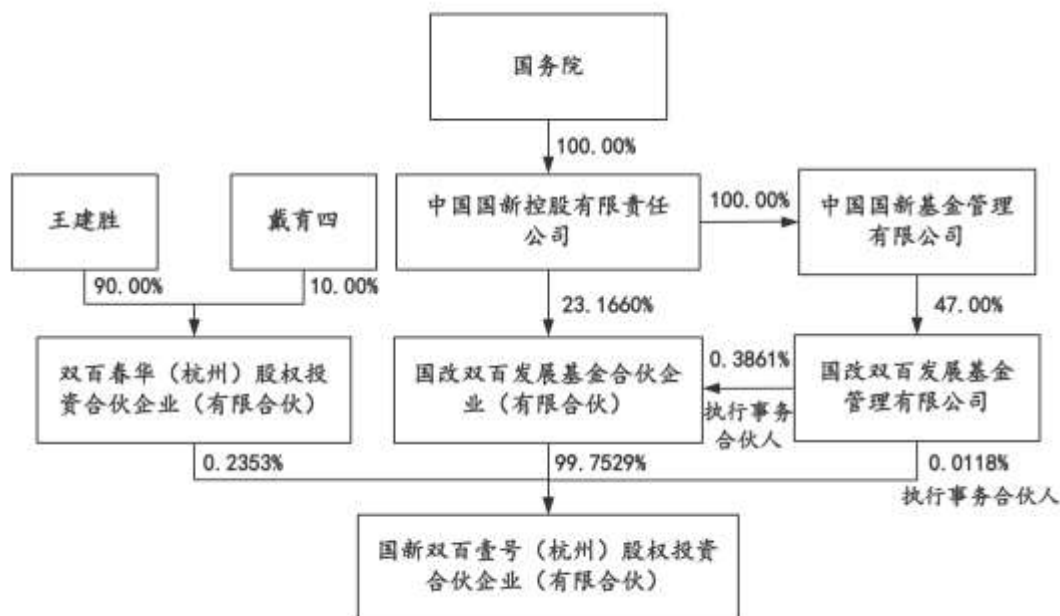 国务院
100.00%
王建胜
戴育四
中国国新控股有限责任
公司
100.00%
中国国新基金管理
有限公司
90.00%
10.00%
23.1660%
47.00%
双百春华（杭州）股权投
资合伙企业（有限合伙）
国改双百发展基金合伙企
业（有限合伙）
0.3861%
执行事务
合伙人
国改双百发展基金
管理有限公司
0.2353%
99.7529%
0.0118%
执行事务合伙人
国新双百壹号（杭州）股权投资
合伙企业（有限合伙）